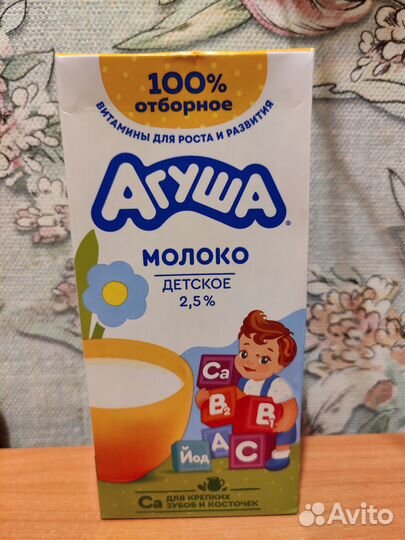 100%
отборное
ВИТАМИНЫ ДЛЯ РОСТА И РАЗВИТИЯ
АГУША®
МОЛОКО
ДЕТСКОЕ
2,5%
Ca
B2
B1
A
C
Йод
Ca ДЛЯ КРЕПКИХ
ЗУБОВ И КОСТОЧЕК
Avito